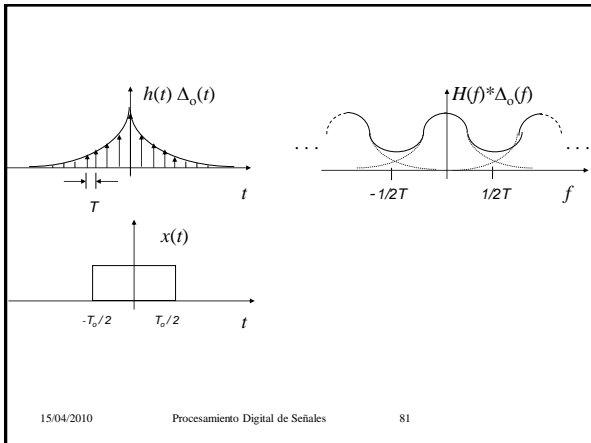 h(t) Δo(t)
H(f)*Δo(f)
. . .
. . .
t
T
-1/2T
1/2T
f
x(t)
-To/2
To/2
t
15/04/2010
Procesamiento Digital de Señales
81